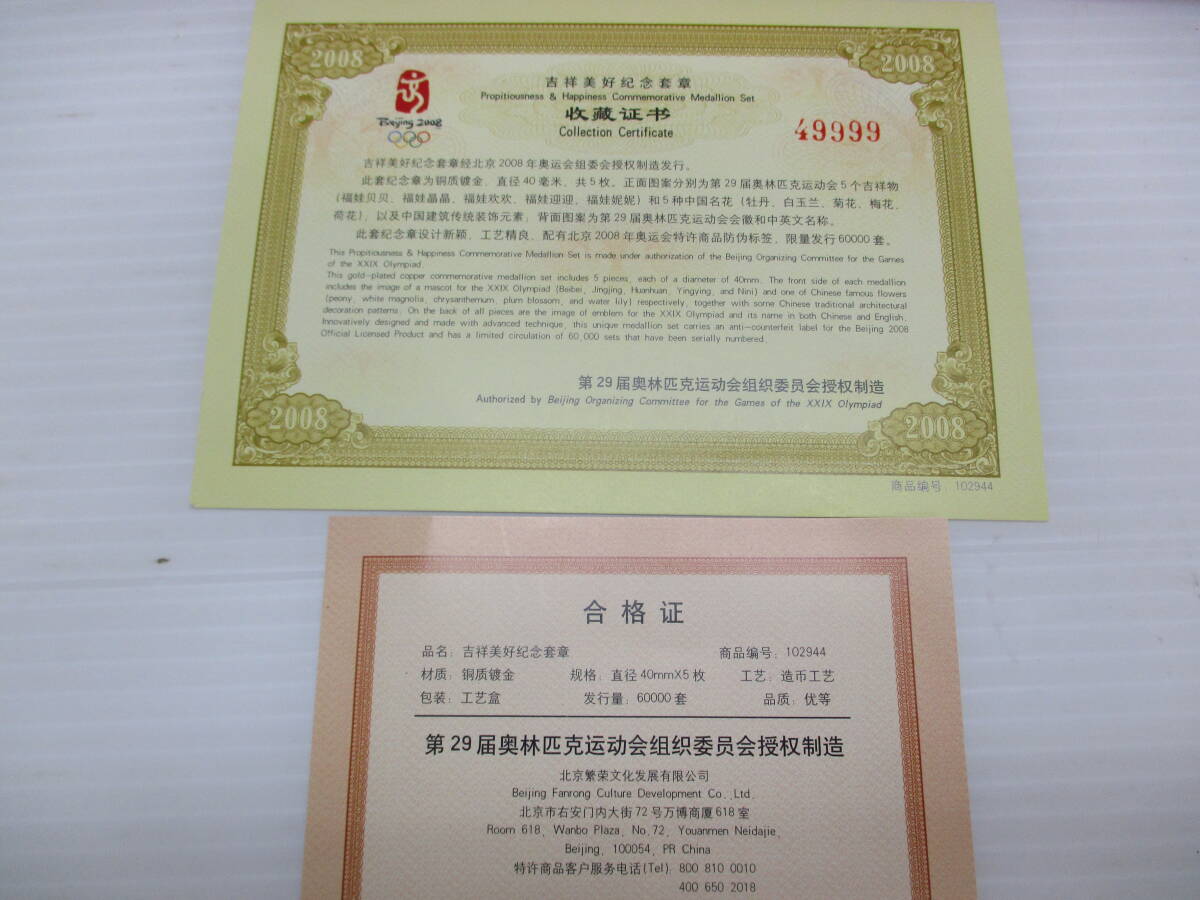 2008
2008
吉祥美好纪念套章
Propitiousness & Happiness Commemorative Medallion Set
收藏证书
Collection Certificate
Beijing 2008
49999
吉祥美好纪念套章经北京2008年奥运会组委会授权制造发行。
此套纪念章为铜质镀金，直径40毫米，共5枚。正面图案分别为第29届奥林匹克运动会5个吉祥物
（福娃贝贝、福娃晶晶、福娃欢欢、福娃迎迎、福娃妮妮）和5种中国名花（牡丹、白玉兰、菊花、梅花、
荷花），以及中国建筑传统装饰元素；背面图案为第29届奥林匹克运动会会徽和中英文名称。
此套纪念章设计新颖，工艺精良，配有北京2008年奥运会特许商品防伪标签，限量发行60000套。
This Propitiousness & Happiness Commemorative Medallion Set is made under authorization of the Beijing Organizing Committee for the Games
of the XXIX Olympiad.
This gold-plated copper commemorative medallion set includes 5 pieces, each of a diameter of 40mm. The front side of each medallion
includes the image of a mascot for the XXIX Olympiad (Beibei, Jingjing, Huanhuan, Yingying, and Nini) and one of Chinese famous flowers
(peony, white magnolia, chrysanthemum, plum blossom, and water lily) respectively, together with some Chinese traditional architectural
decoration patterns. On the back of all pieces are the image of emblem for the XXIX Olympiad and its name in both Chinese and English.
Innovatively designed and made with advanced technique, this unique medallion set carries an anti-counterfeit label for the Beijing 2008
Official Licensed Product and has a limited circulation of 60,000 sets that have been serially numbered.
第29届奥林匹克运动会组织委员会授权制造
Authorized by Beijing Organizing Committee for the Games of the XXIX Olympiad
2008
2008
商品编号：102944
合格证
品名：吉祥美好纪念套章 商品编号：102944
材质：铜质镀金 规格：直径40mmX5枚 工艺：造币工艺
包装：工艺盒 发行量：60000套 品质：优等
第29届奥林匹克运动会组织委员会授权制造
北京繁荣文化发展有限公司
Beijing Fanrong Culture Development Co.,Ltd.
北京市右安门内大街72号万博商厦618室
Room 618, Wanbo Plaza, No.72, Youanmen Neidajie,
Beijing, 100054, PR China
特许商品客户服务电话(Tel): 800 810 0010
400 650 2018